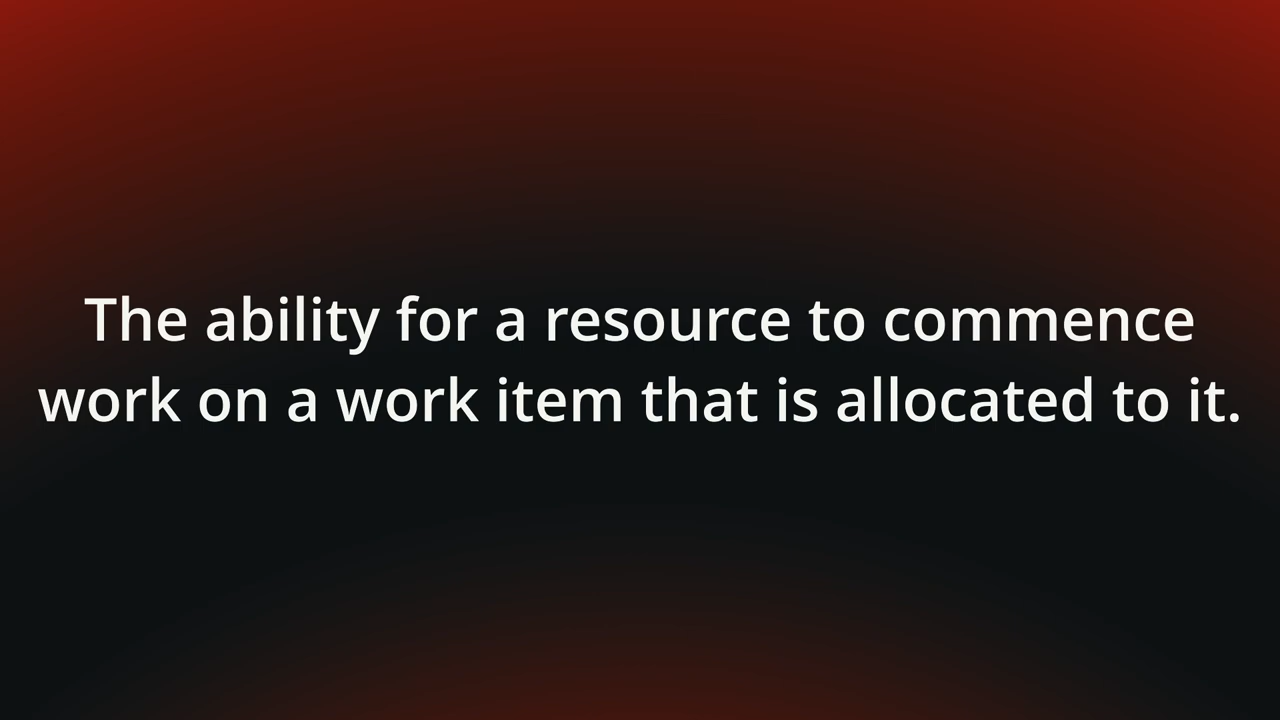 The ability for a resource to commence
work on a work item that is allocated to it.